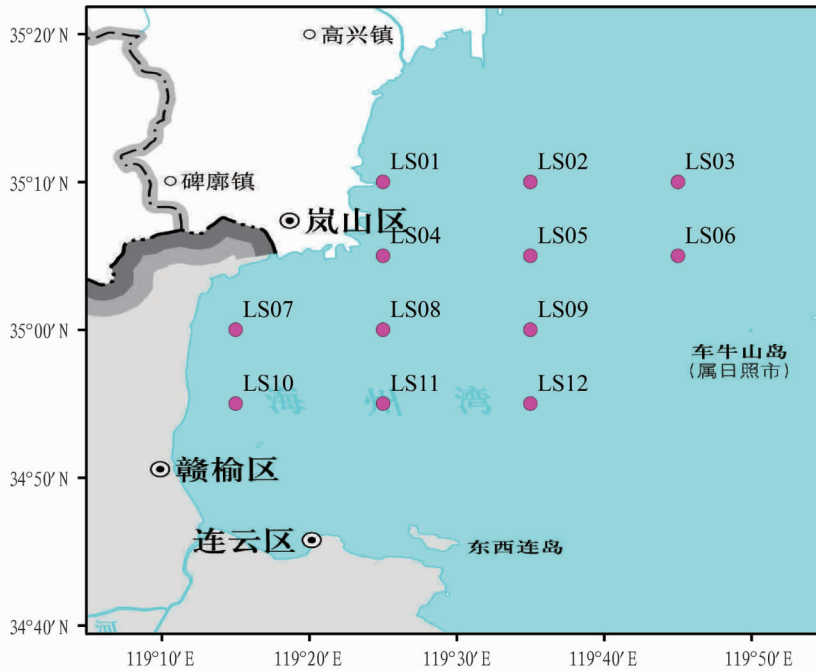 35°20′N
高兴镇
LS01
LS02
LS03
35°10′N
碑廓镇
岚山区
LS04
LS05
LS06
LS07
LS08
LS09
35°00′N
车牛山岛
(属日照市)
LS10
LS11
LS12
海州湾
34°50′N
赣榆区
连云区
东西连岛
34°40′N
河
119°10′E
119°20′E
119°30′E
119°40′E
119°50′E